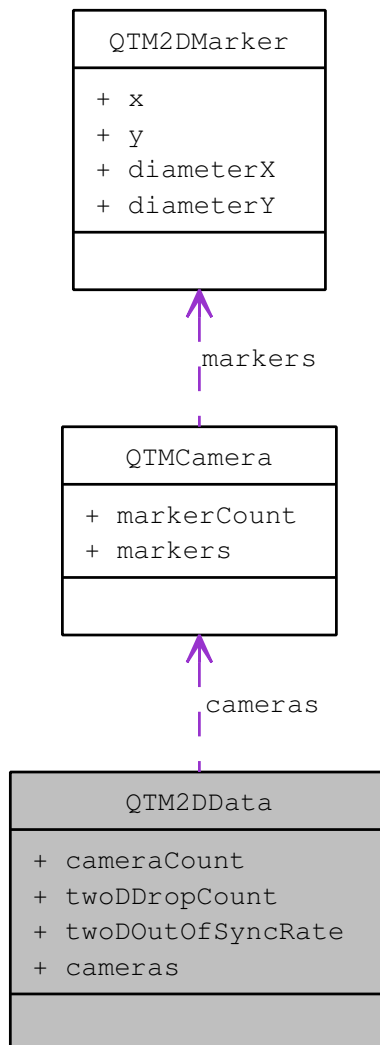 QTM2DMarker
+ x
+ y
+ diameterX
+ diameterY
markers
QTMCamera
+ markerCount
+ markers
cameras
QTM2DData
+ cameraCount
+ twoDDropCount
+ twoDOutOfSyncRate
+ cameras